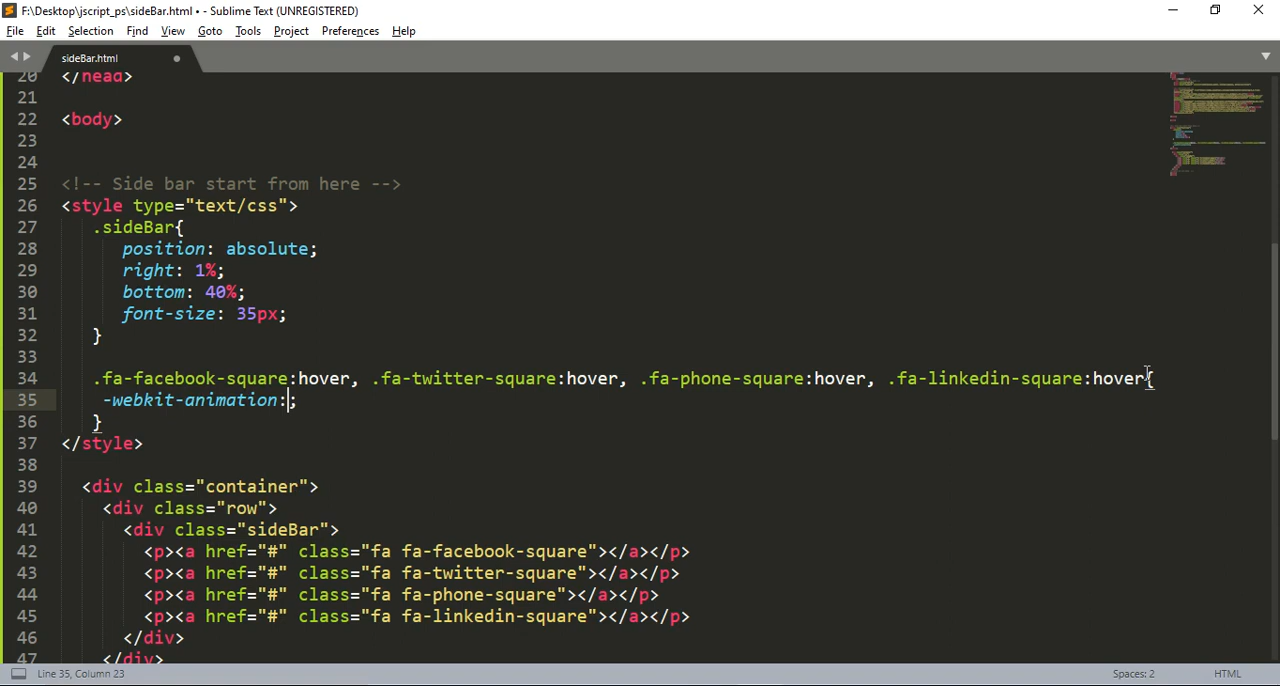 F:\Desktop\jscript_ps\sideBar.html • - Sublime Text (UNREGISTERED)
File Edit Selection Find View Goto Tools Project Preferences Help
sideBar.html
20 </head>
21
22 <body>
23
24
25 <!-- Side bar start from here -->
26 <style type="text/css">
27 .sideBar{
28 position: absolute;
29 right: 1%;
30 bottom: 40%;
31 font-size: 35px;
32 }
33
34 .fa-facebook-square:hover, .fa-twitter-square:hover, .fa-phone-square:hover, .fa-linkedin-square:hover{
35 -webkit-animation:;
36 }
37 </style>
38
39 <div class="container">
40 <div class="row">
41 <div class="sideBar">
42 <p><a href="#" class="fa fa-facebook-square"></a></p>
43 <p><a href="#" class="fa fa-twitter-square"></a></p>
44 <p><a href="#" class="fa fa-phone-square"></a></p>
45 <p><a href="#" class="fa fa-linkedin-square"></a></p>
46 </div>
47 </div>
Line 35, Column 23 Spaces: 2 HTML